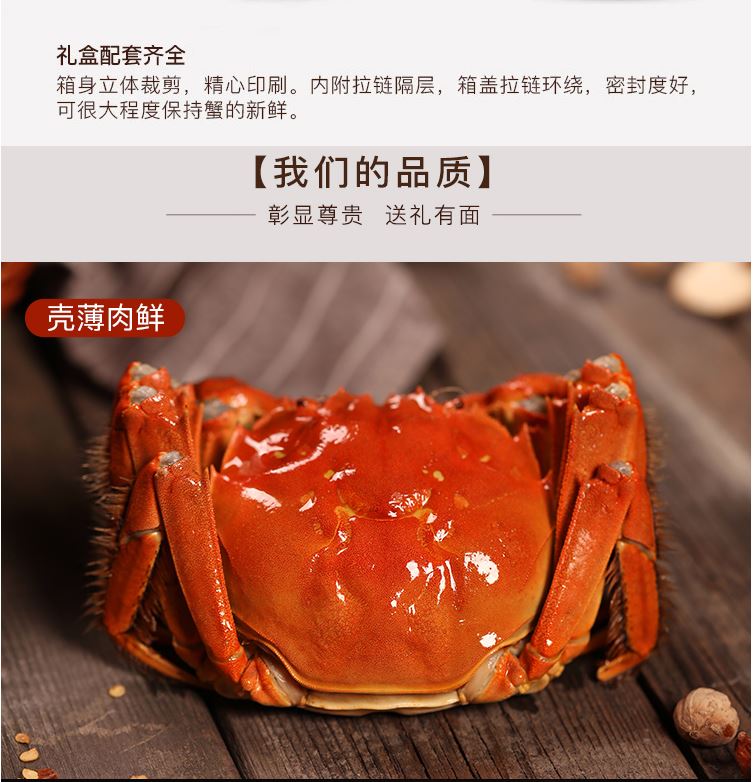 礼盒配套齐全
箱身立体裁剪，精心印刷。内附拉链隔层，箱盖拉链环绕，密封度好，
可很大程度保持蟹的新鲜。
【我们的品质】
彰显尊贵 送礼有面
壳薄肉鲜